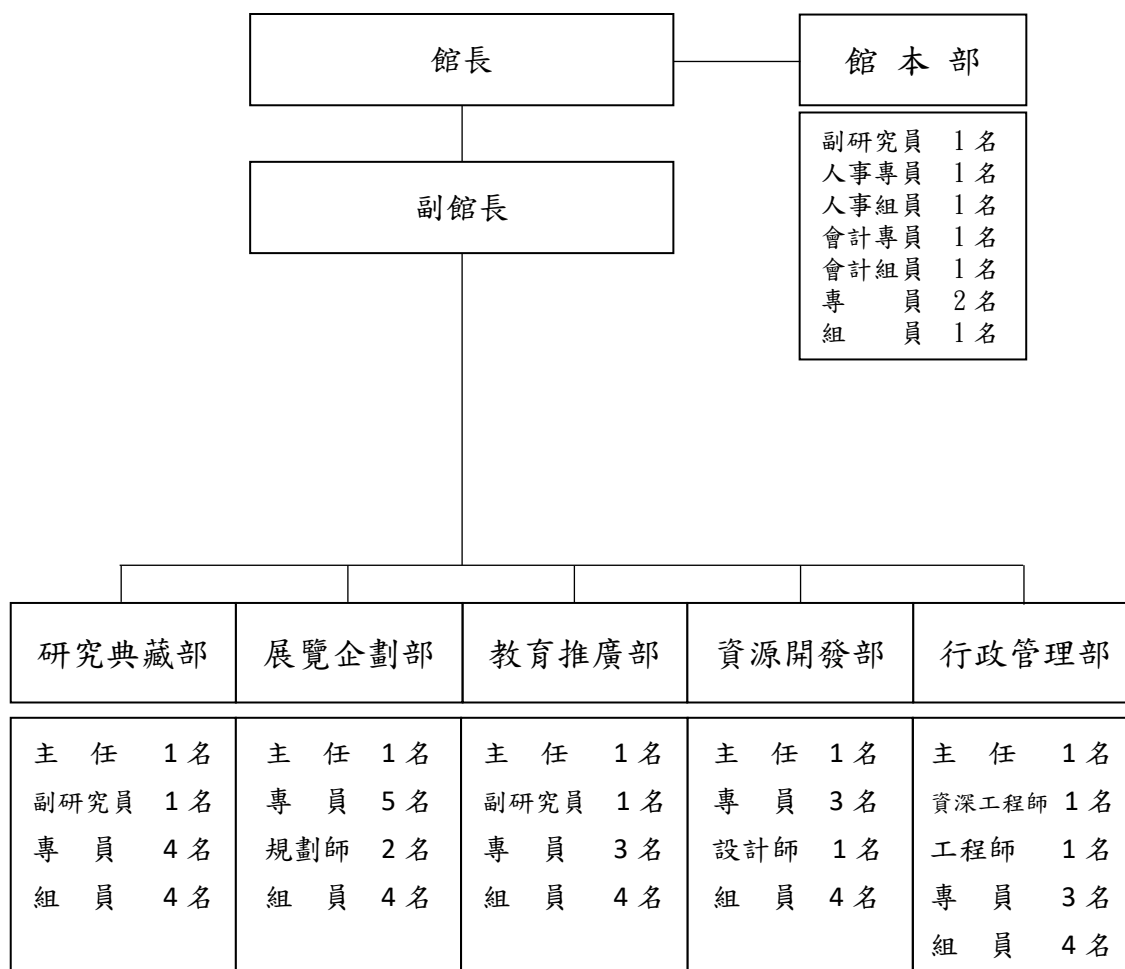 館長
館本部
副研究員 1名
人事專員 1名
人事組員 1名
會計專員 1名
會計組員 1名
專員 2名
組員 1名
副館長
研究典藏部
主任 1名
副研究員 1名
專員 4名
組員 4名
展覽企劃部
主任 1名
專員 5名
規劃師 2名
組員 4名
教育推廣部
主任 1名
副研究員 1名
專員 3名
組員 4名
資源開發部
主任 1名
專員 3名
設計師 1名
組員 4名
行政管理部
主任 1名
資深工程師 1名
工程師 1名
專員 3名
組員 4名